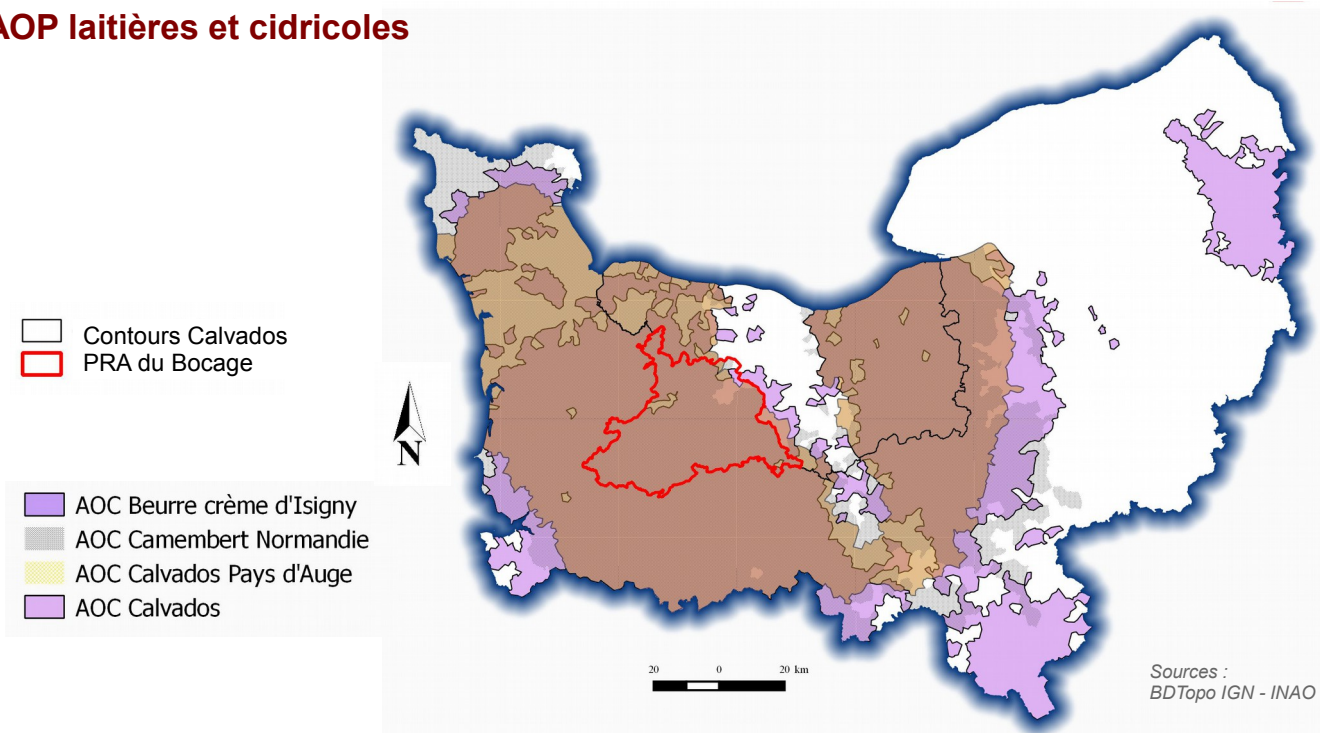 AOP laitières et cidricoles
Contours Calvados
PRA du Bocage
N
AOC Beurre crème d'Isigny
AOC Camembert Normandie
AOC Calvados Pays d'Auge
AOC Calvados
20 0 20 km
Sources :
BDTopo IGN - INAO